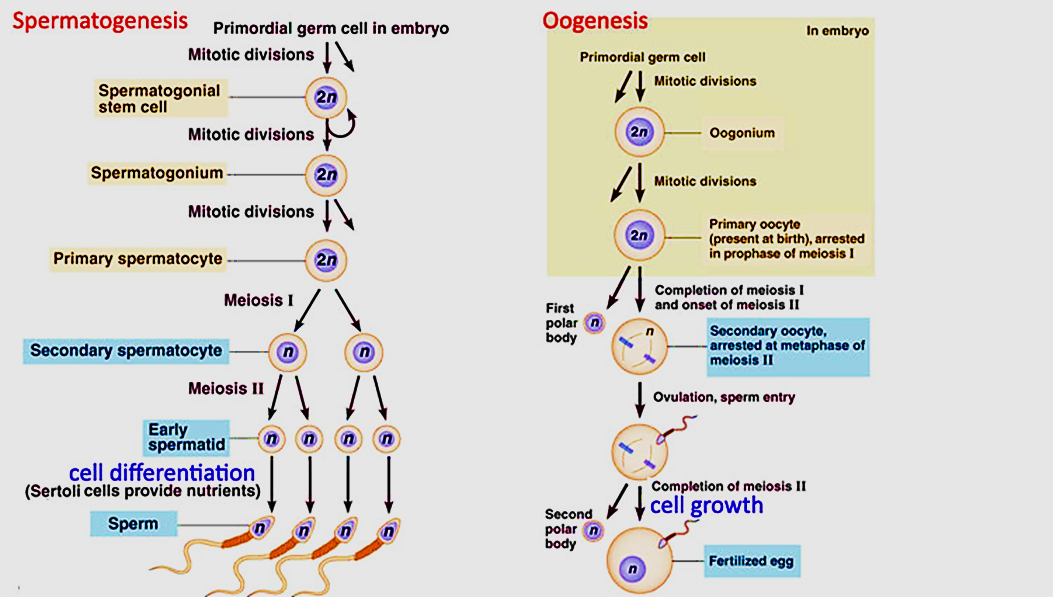 Spermatogenesis
Primordial germ cell in embryo
Mitotic divisions
Spermatogonial
stem cell
2n
Mitotic divisions
Spermatogonium
2n
Mitotic divisions
Primary spermatocyte
2n
Meiosis I
Secondary spermatocyte
n
n
Meiosis II
Early
spermatid
n
n
n
n
cell differentiation
(Sertoli cells provide nutrients)
Sperm
n
n
n
n
Oogenesis
In embryo
Primordial germ cell
Mitotic divisions
2n
Oogonium
Mitotic divisions
2n
Primary oocyte
(present at birth), arrested
in prophase of meiosis I
Completion of meiosis I
and onset of meiosis II
First
polar
body
n
n
Secondary oocyte,
arrested at metaphase of
meiosis II
Ovulation, sperm entry
Completion of meiosis II
cell growth
Second
polar
body
n
n
Fertilized egg